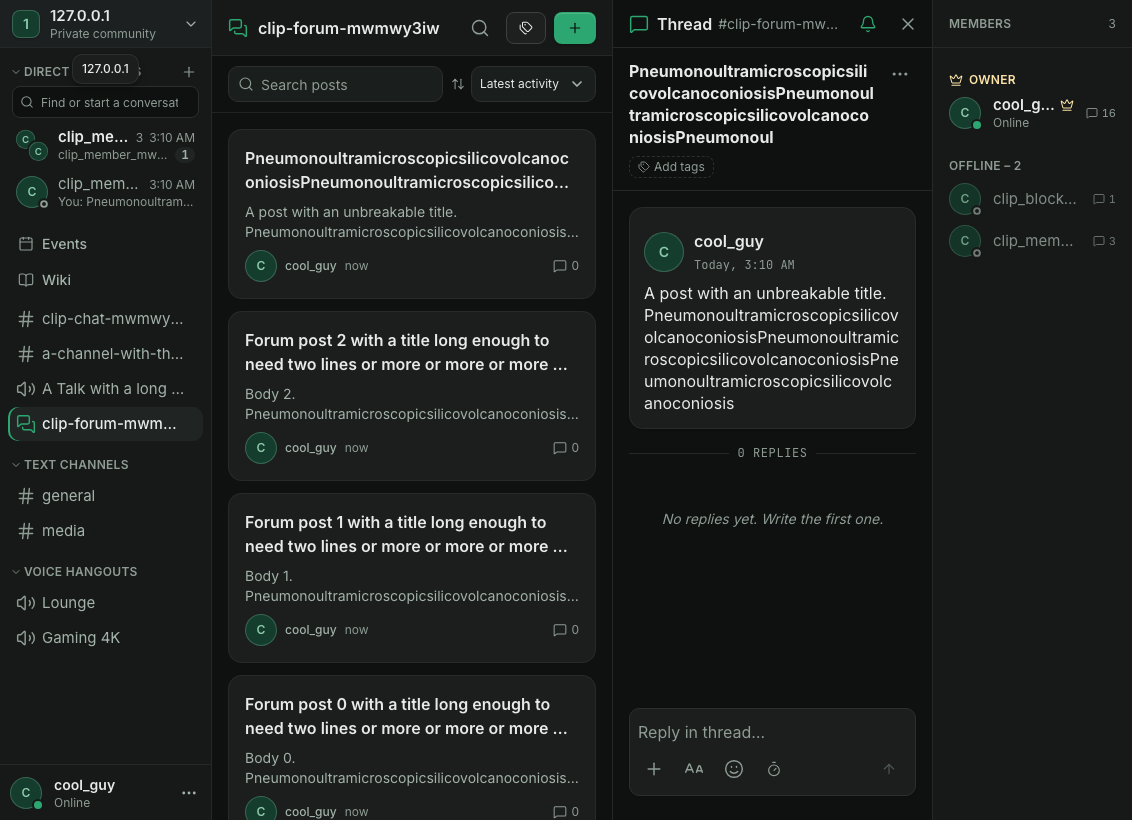 1
127.0.0.1
Private community
DIRECT
127.0.0.1
Find or start a conversat
C
C
clip_me... 3 3:10 AM
clip_member_mw... 1
C
clip_mem... 3:10 AM
You: Pneumonoultram...
Events
Wiki
clip-chat-mwmwy...
a-channel-with-th...
A Talk with a long ...
clip-forum-mwm...
TEXT CHANNELS
general
media
VOICE HANGOUTS
Lounge
Gaming 4K
C
cool_guy
Online
clip-forum-mwmwy3iw
Search posts
Latest activity
Pneumonoultramicroscopicsilicovolcanoc
oniosisPneumonoultramicroscopicsilico...
A post with an unbreakable title.
Pneumonoultramicroscopicsilicovolcanoconiosis...
C cool_guy now 0
Forum post 2 with a title long enough to
need two lines or more or more or more ...
Body 2.
Pneumonoultramicroscopicsilicovolcanoconiosis...
C cool_guy now 0
Forum post 1 with a title long enough to
need two lines or more or more or more ...
Body 1.
Pneumonoultramicroscopicsilicovolcanoconiosis...
C cool_guy now 0
Forum post 0 with a title long enough to
need two lines or more or more or more ...
Body 0.
Pneumonoultramicroscopicsilicovolcanoconiosis...
C cool_guy now 0
Thread #clip-forum-mw...
Pneumonoultramicroscopicsili
covolcanoconiosisPneumonoul
tramicroscopicsilicovolcanoco
niosisPneumonoul
Add tags
C
cool_guy
Today, 3:10 AM
A post with an unbreakable title.
Pneumonoultramicroscopicsilicov
olcanoconiosisPneumonoultramic
roscopicsilicovolcanoconiosisPne
umonoultramicroscopicsilicovolc
anoconiosis
0 REPLIES
No replies yet. Write the first one.
Reply in thread...
AA
MEMBERS 3
OWNER
C
cool_g... 16
Online
OFFLINE – 2
C clip_block... 1
C clip_mem... 3